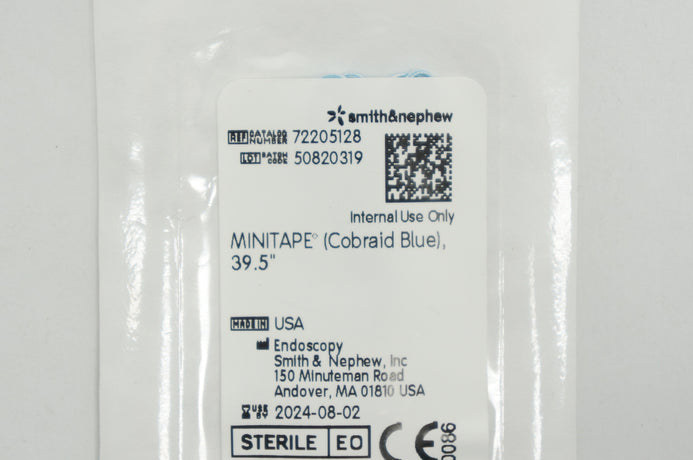 smith&nephew
REF CATALOG NUMBER 72205128
LOT BATCH CODE 50820319
Internal Use Only
MINITAPE◇ (Cobraid Blue),
39.5"
MADE IN USA
Endoscopy
Smith & Nephew, Inc
150 Minuteman Road
Andover, MA 01810 USA
USE BY 2024-08-02
STERILE EO CE 0086